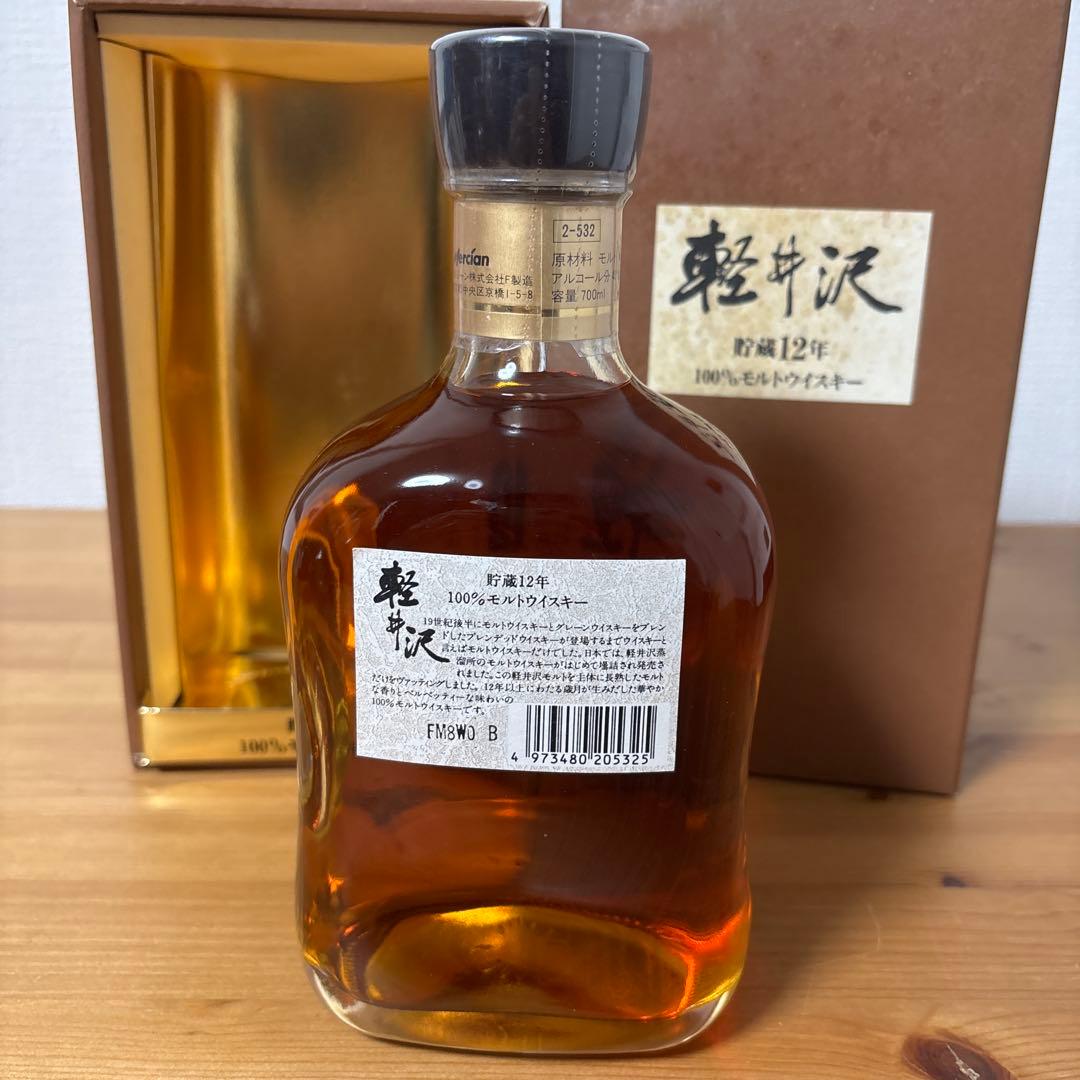 2-532
ercian
ーン株式会社F製造
中央区京橋1-5-8
原材料 モル
アルコール分
容量 700ml
軽井沢
貯蔵12年
100%モルトウイスキー
軽井沢
貯蔵12年
100%モルトウイスキー
19世紀後半にモルトウイスキーとグレーンウイスキーをブレン
ドしたブレンデッドウイスキーが登場するまでウイスキーと
言えばモルトウイスキーだけでした。日本では、軽井沢蒸
溜所のモルトウイスキーがはじめて壜詰され発売さ
れました。この軽井沢モルトを主体に長熟したモルト
だけをヴァッティングしました。12年以上にわたる歳月が生みだした華やか
な香りとベルベッティーな味わいの
100%モルトウイスキーです。
FM8W0 B
4 973480 205325
100%モ